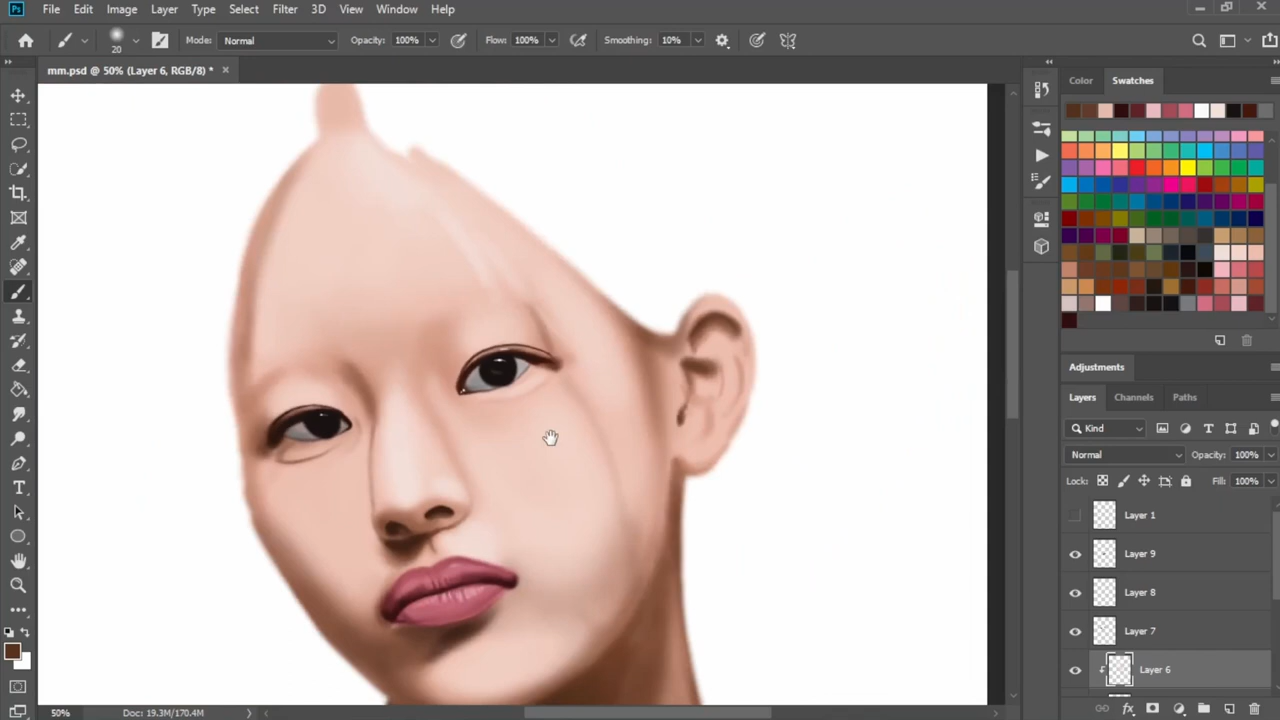 Ps File Edit Image Layer Type Select Filter 3D View Window Help
20 Mode: Normal Opacity: 100% Flow: 100% Smoothing: 10%
mm.psd @ 50% (Layer 6, RGB/8) *
Color Swatches
Adjustments
Layers Channels Paths
Kind
Normal Opacity: 100%
Lock: Fill: 100%
Layer 1
Layer 9
Layer 8
Layer 7
Layer 6
50% Doc: 19.3M/170.4M